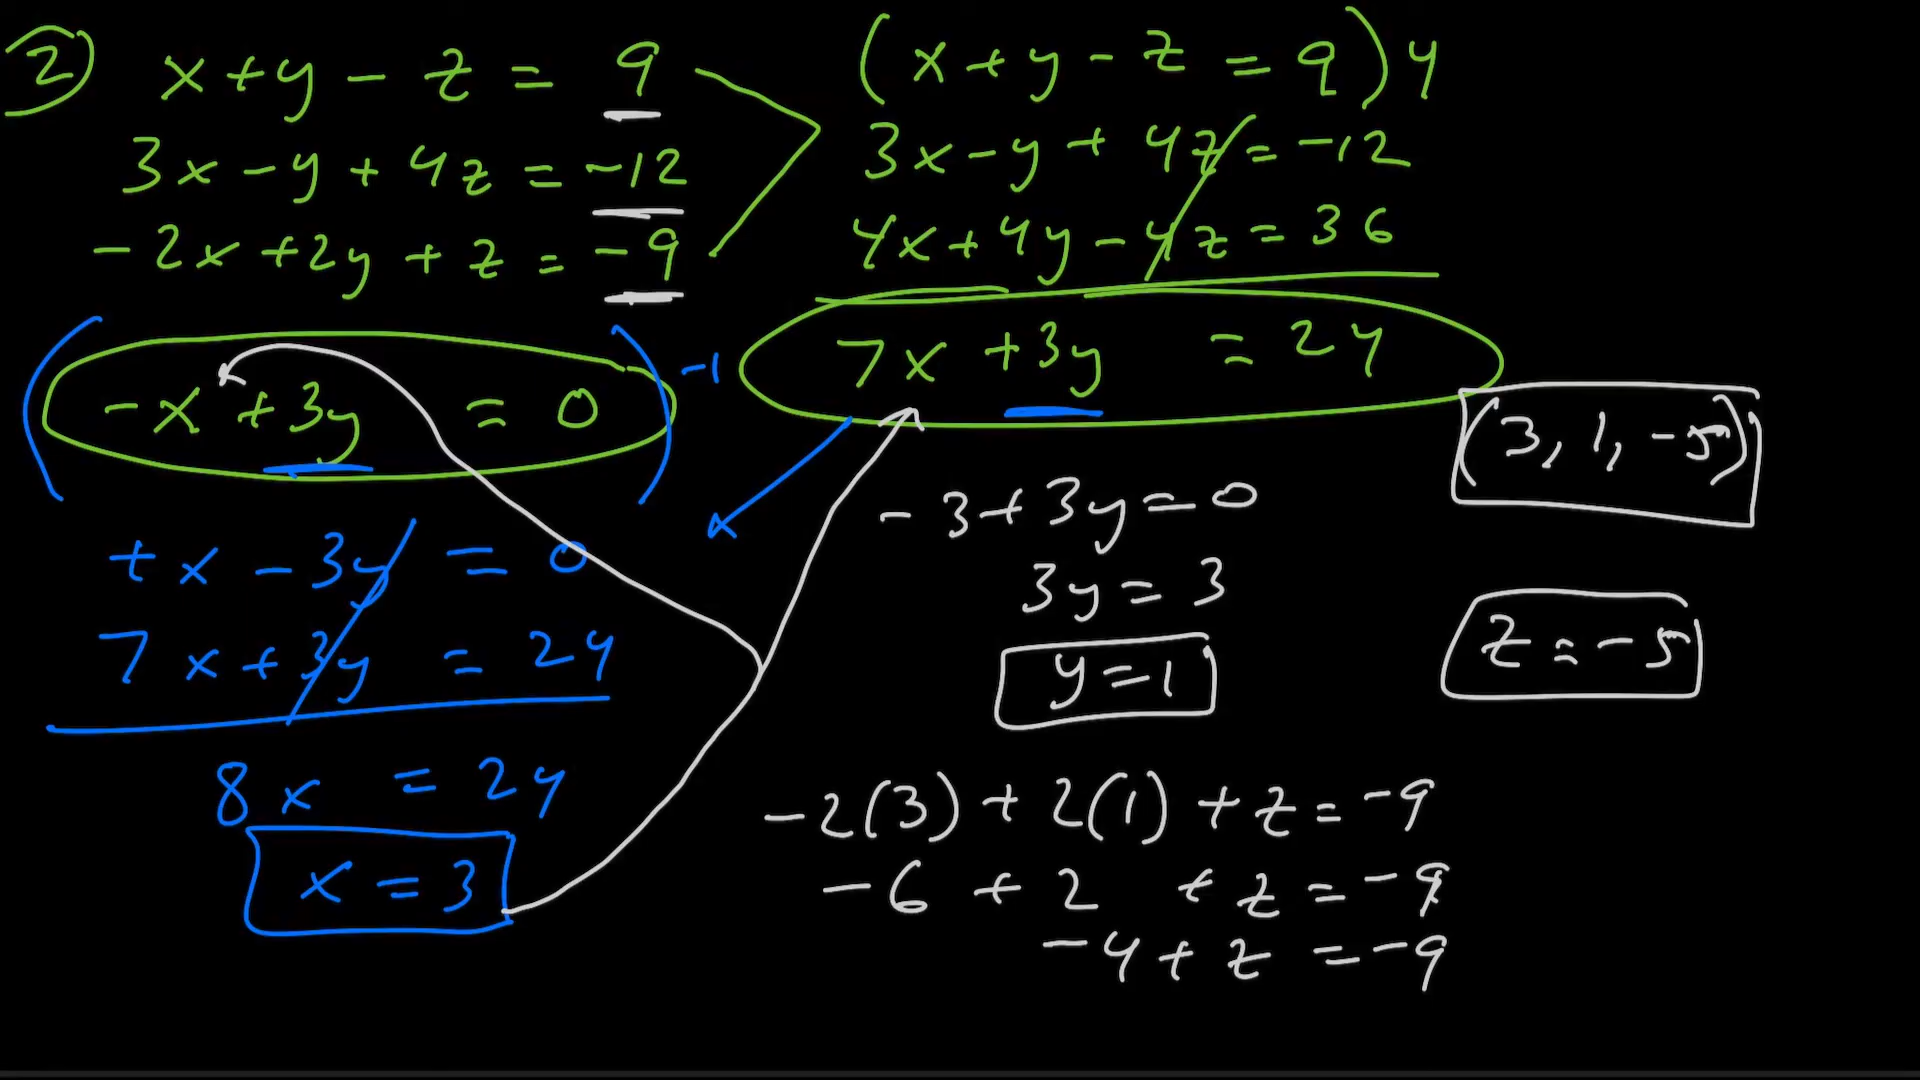 2
x + y - z = 9
3x - y + 4z = -12
-2x + 2y + z = -9
(-x + 3y = 0) -1
+x - 3y = 0
7x + 3y = 24
8x = 24
x = 3
(x + y - z = 9) 4
3x - y + 4z = -12
4x + 4y - 4z = 36
7x + 3y = 24
-3 + 3y = 0
3y = 3
y = 1
-2(3) + 2(1) + z = -9
-6 + 2 + z = -9
-4 + z = -9
(3, 1, -5)
z = -5